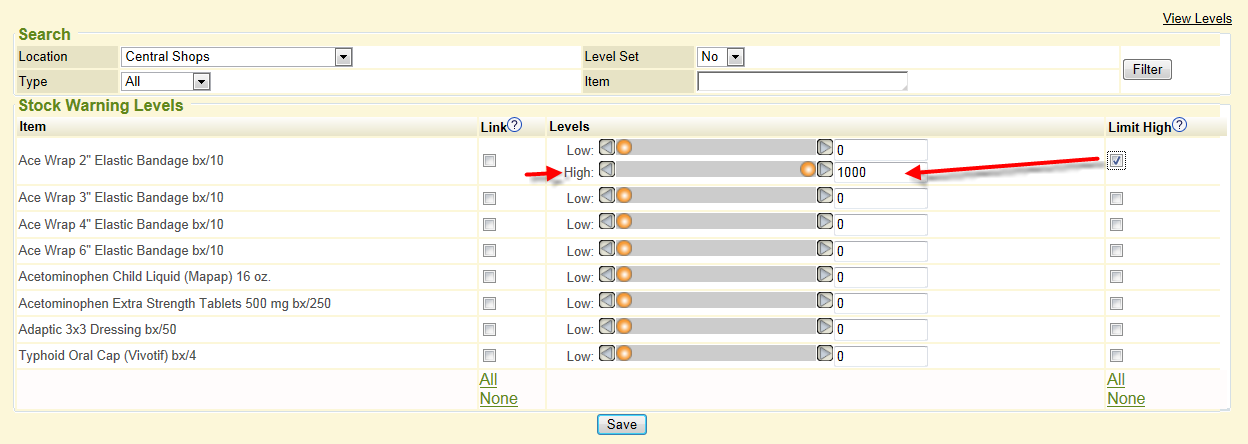 View Levels
Search
Location Central Shops Level Set No
Filter
Type All Item
Stock Warning Levels
Item Link? Levels Limit High?
Ace Wrap 2" Elastic Bandage bx/10 Low: 0
High: 1000
Ace Wrap 3" Elastic Bandage bx/10 Low: 0
Ace Wrap 4" Elastic Bandage bx/10 Low: 0
Ace Wrap 6" Elastic Bandage bx/10 Low: 0
Acetominophen Child Liquid (Mapap) 16 oz. Low: 0
Acetominophen Extra Strength Tablets 500 mg bx/250 Low: 0
Adaptic 3x3 Dressing bx/50 Low: 0
Typhoid Oral Cap (Vivotif) bx/4 Low: 0
All All
None None
Save